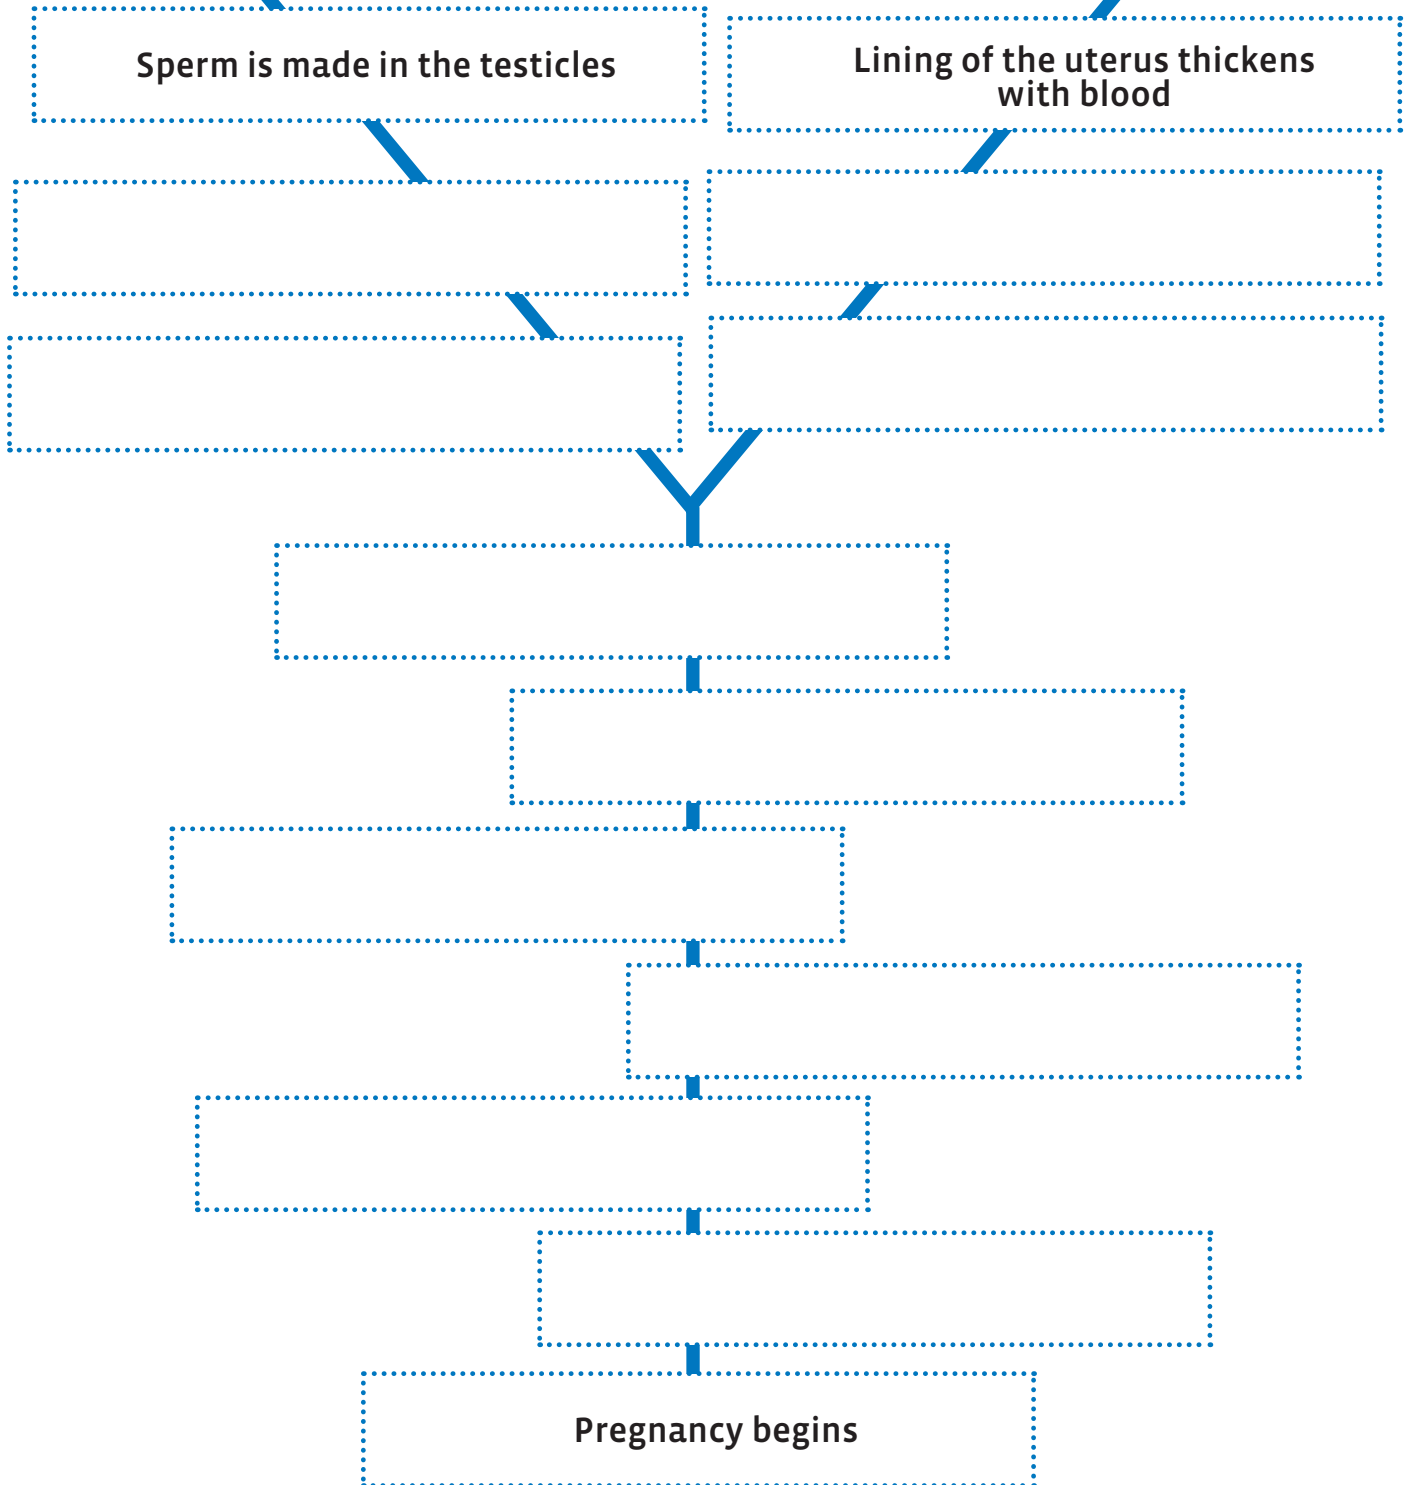 Sperm is made in the testicles
Lining of the uterus thickens
with blood
Pregnancy begins